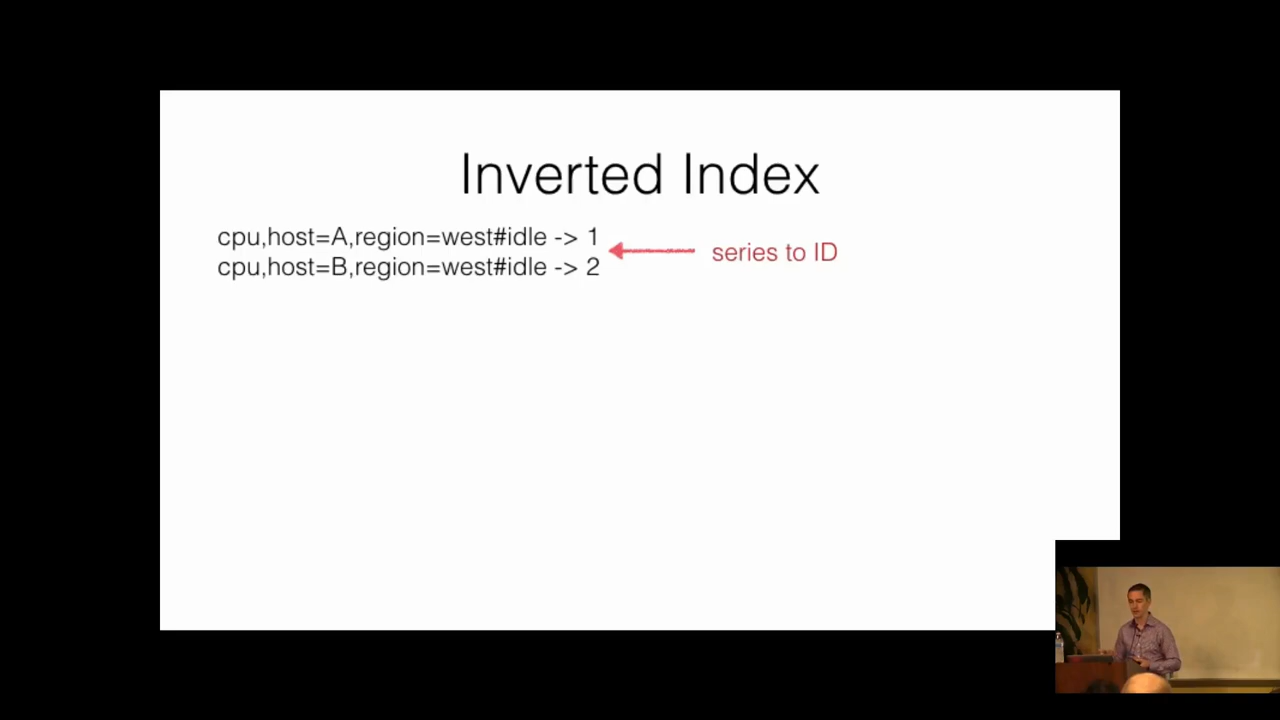 Inverted Index
cpu,host=A,region=west#idle -> 1
cpu,host=B,region=west#idle -> 2
series to ID